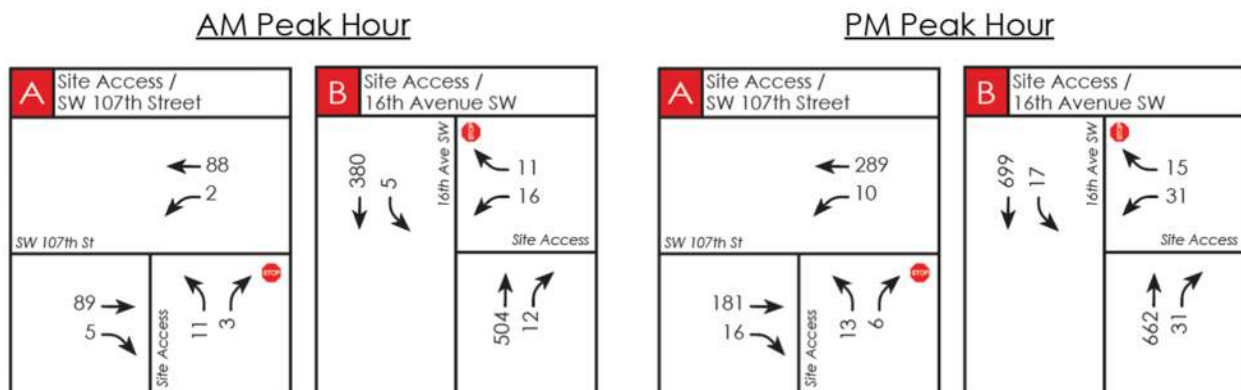 AM Peak Hour
A
Site Access /
SW 107th Street
88
2
SW 107th St
89
5
Site Access
11
3
STOP
B
Site Access /
16th Avenue SW
380
5
16th Ave SW
STOP
11
16
Site Access
504
12
PM Peak Hour
A
Site Access /
SW 107th Street
289
10
SW 107th St
181
16
Site Access
13
6
STOP
B
Site Access /
16th Avenue SW
699
17
16th Ave SW
STOP
15
31
Site Access
662
31